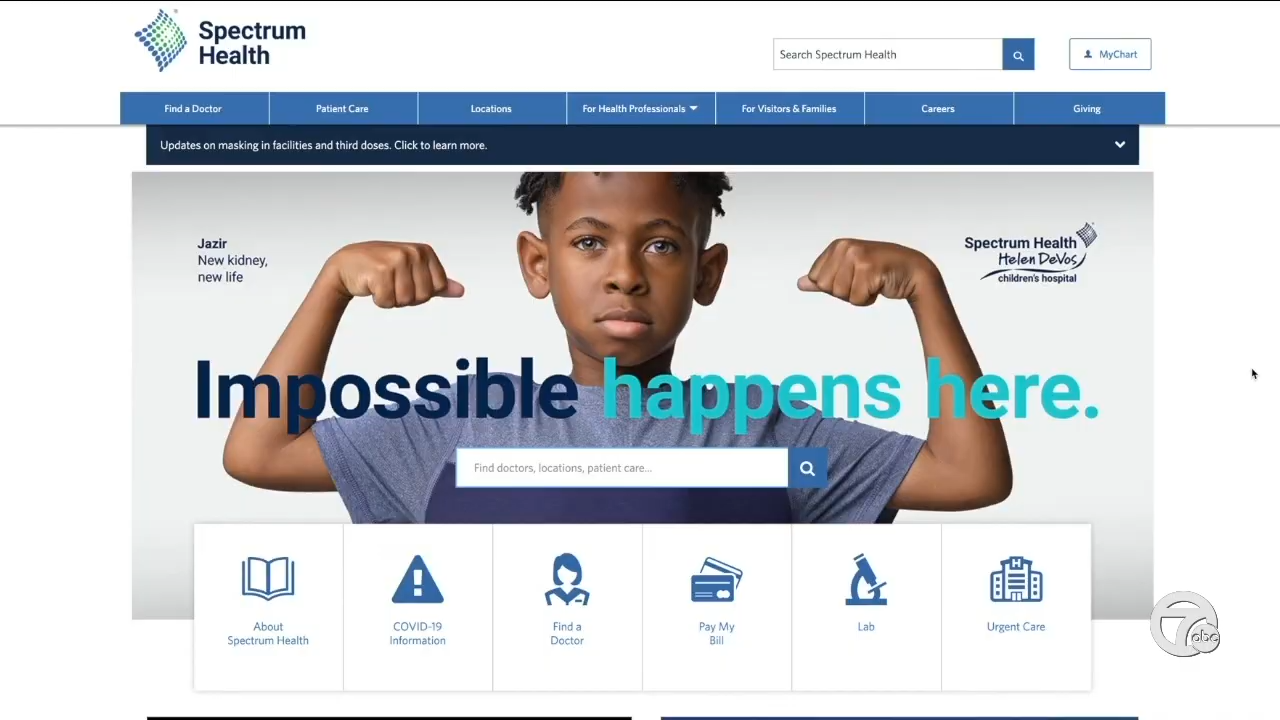 Spectrum
Health
Search Spectrum Health
MyChart
Find a Doctor
Patient Care
Locations
For Health Professionals
For Visitors & Families
Careers
Giving
Updates on masking in facilities and third doses. Click to learn more.
Jazir
New kidney,
new life
Spectrum Health
Helen DeVos
children's hospital
Impossible happens here.
Find doctors, locations, patient care...
About
Spectrum Health
COVID-19
Information
Find a
Doctor
Pay My
Bill
Lab
Urgent Care
7
abc